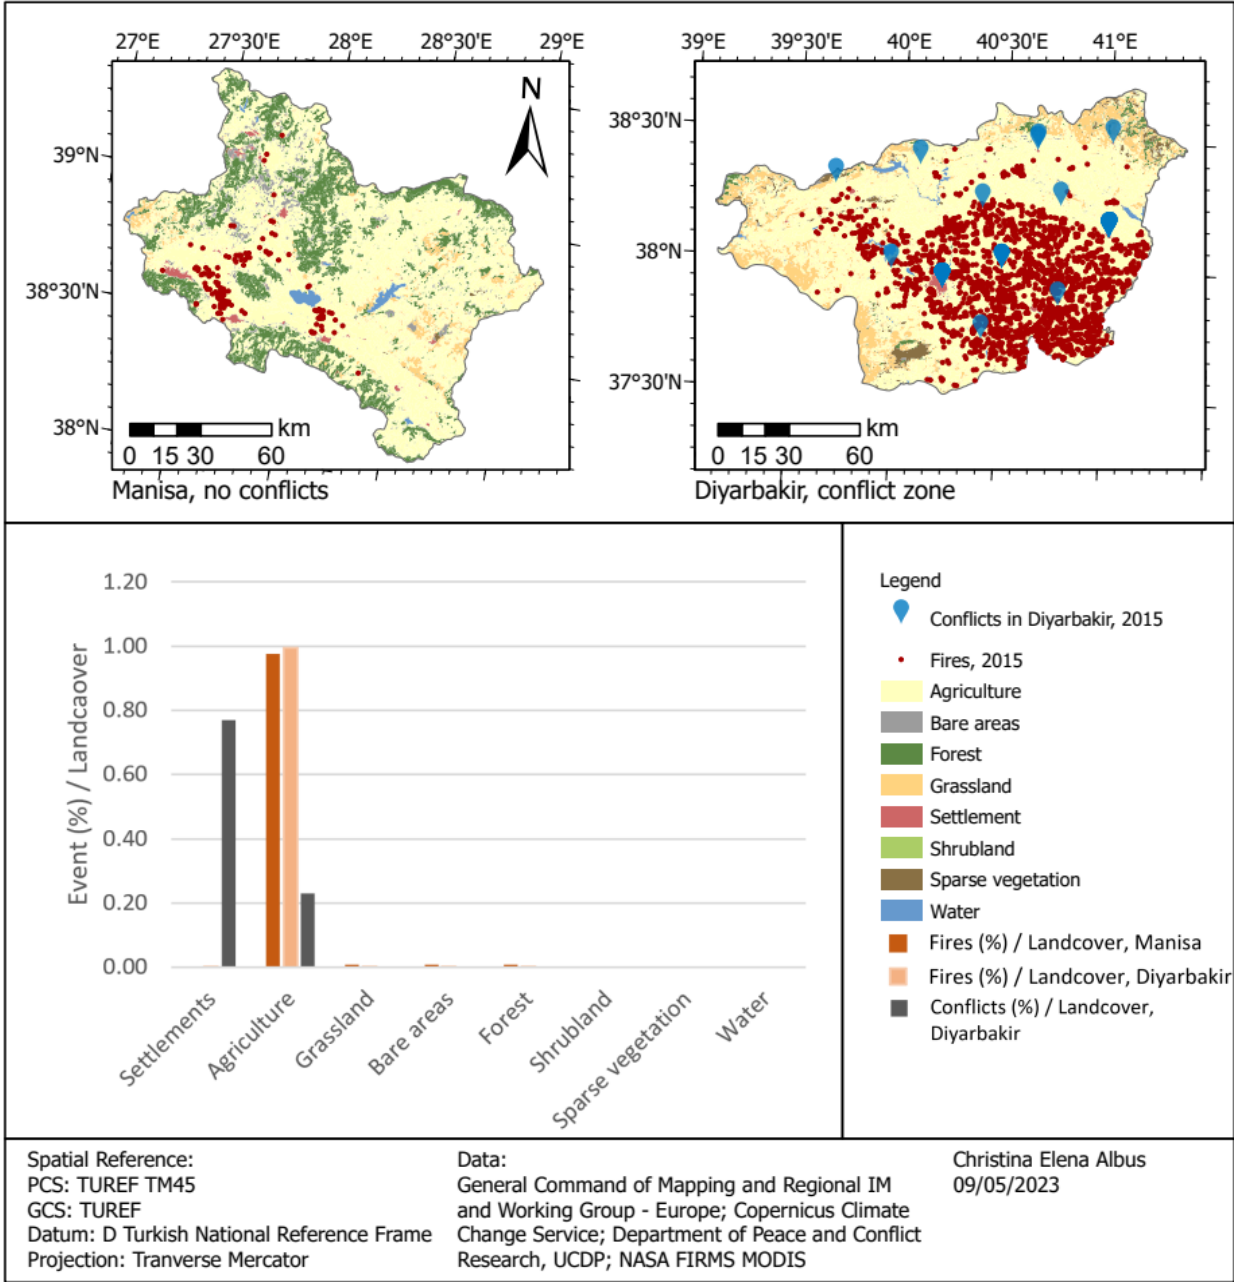 27°E 27°30'E 28°E 28°30'E 29°E
39°N
38°30'N
38°N
N
0 15 30 60 km
Manisa, no conflicts
39°E 39°30'E 40°E 40°30'E 41°E
38°30'N
38°N
37°30'N
0 15 30 60 km
Diyarbakir, conflict zone
Event (%) / Landcaover
1.20
1.00
0.80
0.60
0.40
0.20
0.00
Settlements
Agriculture
Grassland
Bare areas
Forest
Shrubland
Sparse vegetation
Water
Legend
Conflicts in Diyarbakir, 2015
Fires, 2015
Agriculture
Bare areas
Forest
Grassland
Settlement
Shrubland
Sparse vegetation
Water
Fires (%) / Landcover, Manisa
Fires (%) / Landcover, Diyarbakir
Conflicts (%) / Landcover,
Diyarbakir
Spatial Reference:
PCS: TUREF TM45
GCS: TUREF
Datum: D Turkish National Reference Frame
Projection: Tranverse Mercator
Data:
General Command of Mapping and Regional IM
and Working Group - Europe; Copernicus Climate
Change Service; Department of Peace and Conflict
Research, UCDP; NASA FIRMS MODIS
Christina Elena Albus
09/05/2023